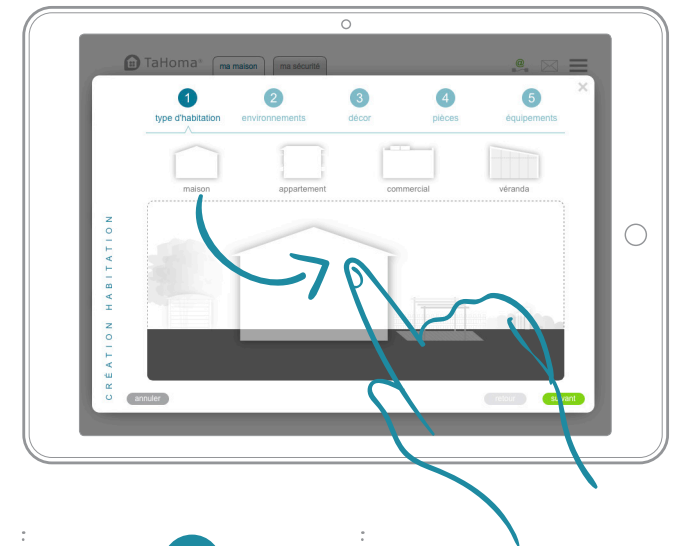 TaHoma® ma maison ma sécurité @
1 2 3 4 5
type d'habitation environnements décor pièces équipements
maison appartement commercial véranda
CRÉATION HABITATION
annuler retour suivant